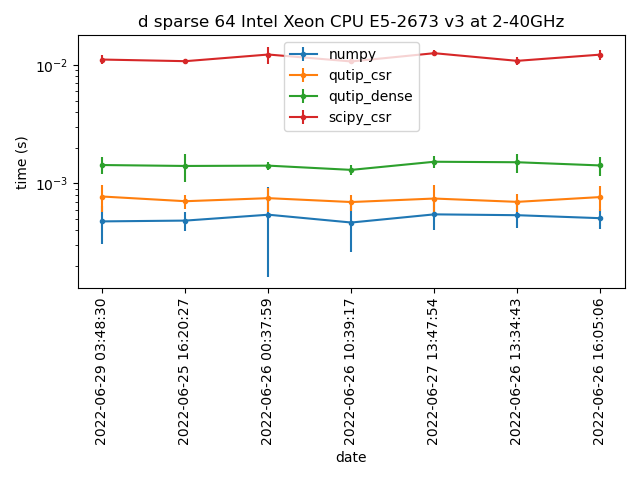 d sparse 64 Intel Xeon CPU E5-2673 v3 at 2-40GHz
time (s)
10⁻²
10⁻³
numpy
qutip_csr
qutip_dense
scipy_csr
2022-06-29 03:48:30
2022-06-25 16:20:27
2022-06-26 00:37:59
2022-06-26 10:39:17
2022-06-27 13:47:54
2022-06-26 13:34:43
2022-06-26 16:05:06
date